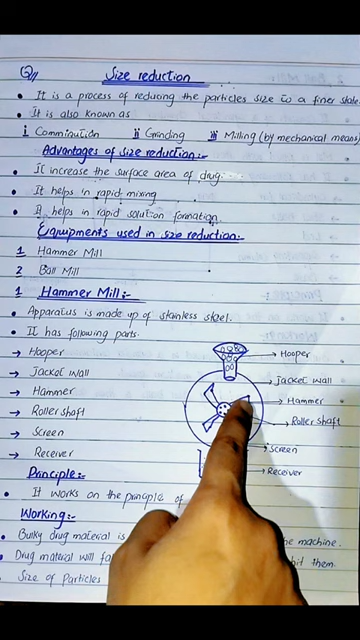 Q// Size reduction
• It is a process of reducing the particles size to a finer state.
• It is also known as
i Comminution ii Grinding iii Milling (by mechanical means)
Advantages of size reduction:-
• It increase the surface area of drug.
• It helps in rapid mixing
• It helps in rapid solution formation.
Equipments used in size reduction:-
1 Hammer Mill
2 Ball Mill
1 Hammer Mill:-
• Apparatus is made up of stainless steel.
• It has following parts.
→ Hooper
→ Jacket wall
→ Hammer
→ Roller shaft
→ Screen
→ Receiver
Hooper
Jacket wall
Hammer
Roller shaft
Screen
Receiver
Principle:-
• It works on the principle of
Working:-
• Bulky drug material is machine.
• Drug material will hit them.
Size of Particles